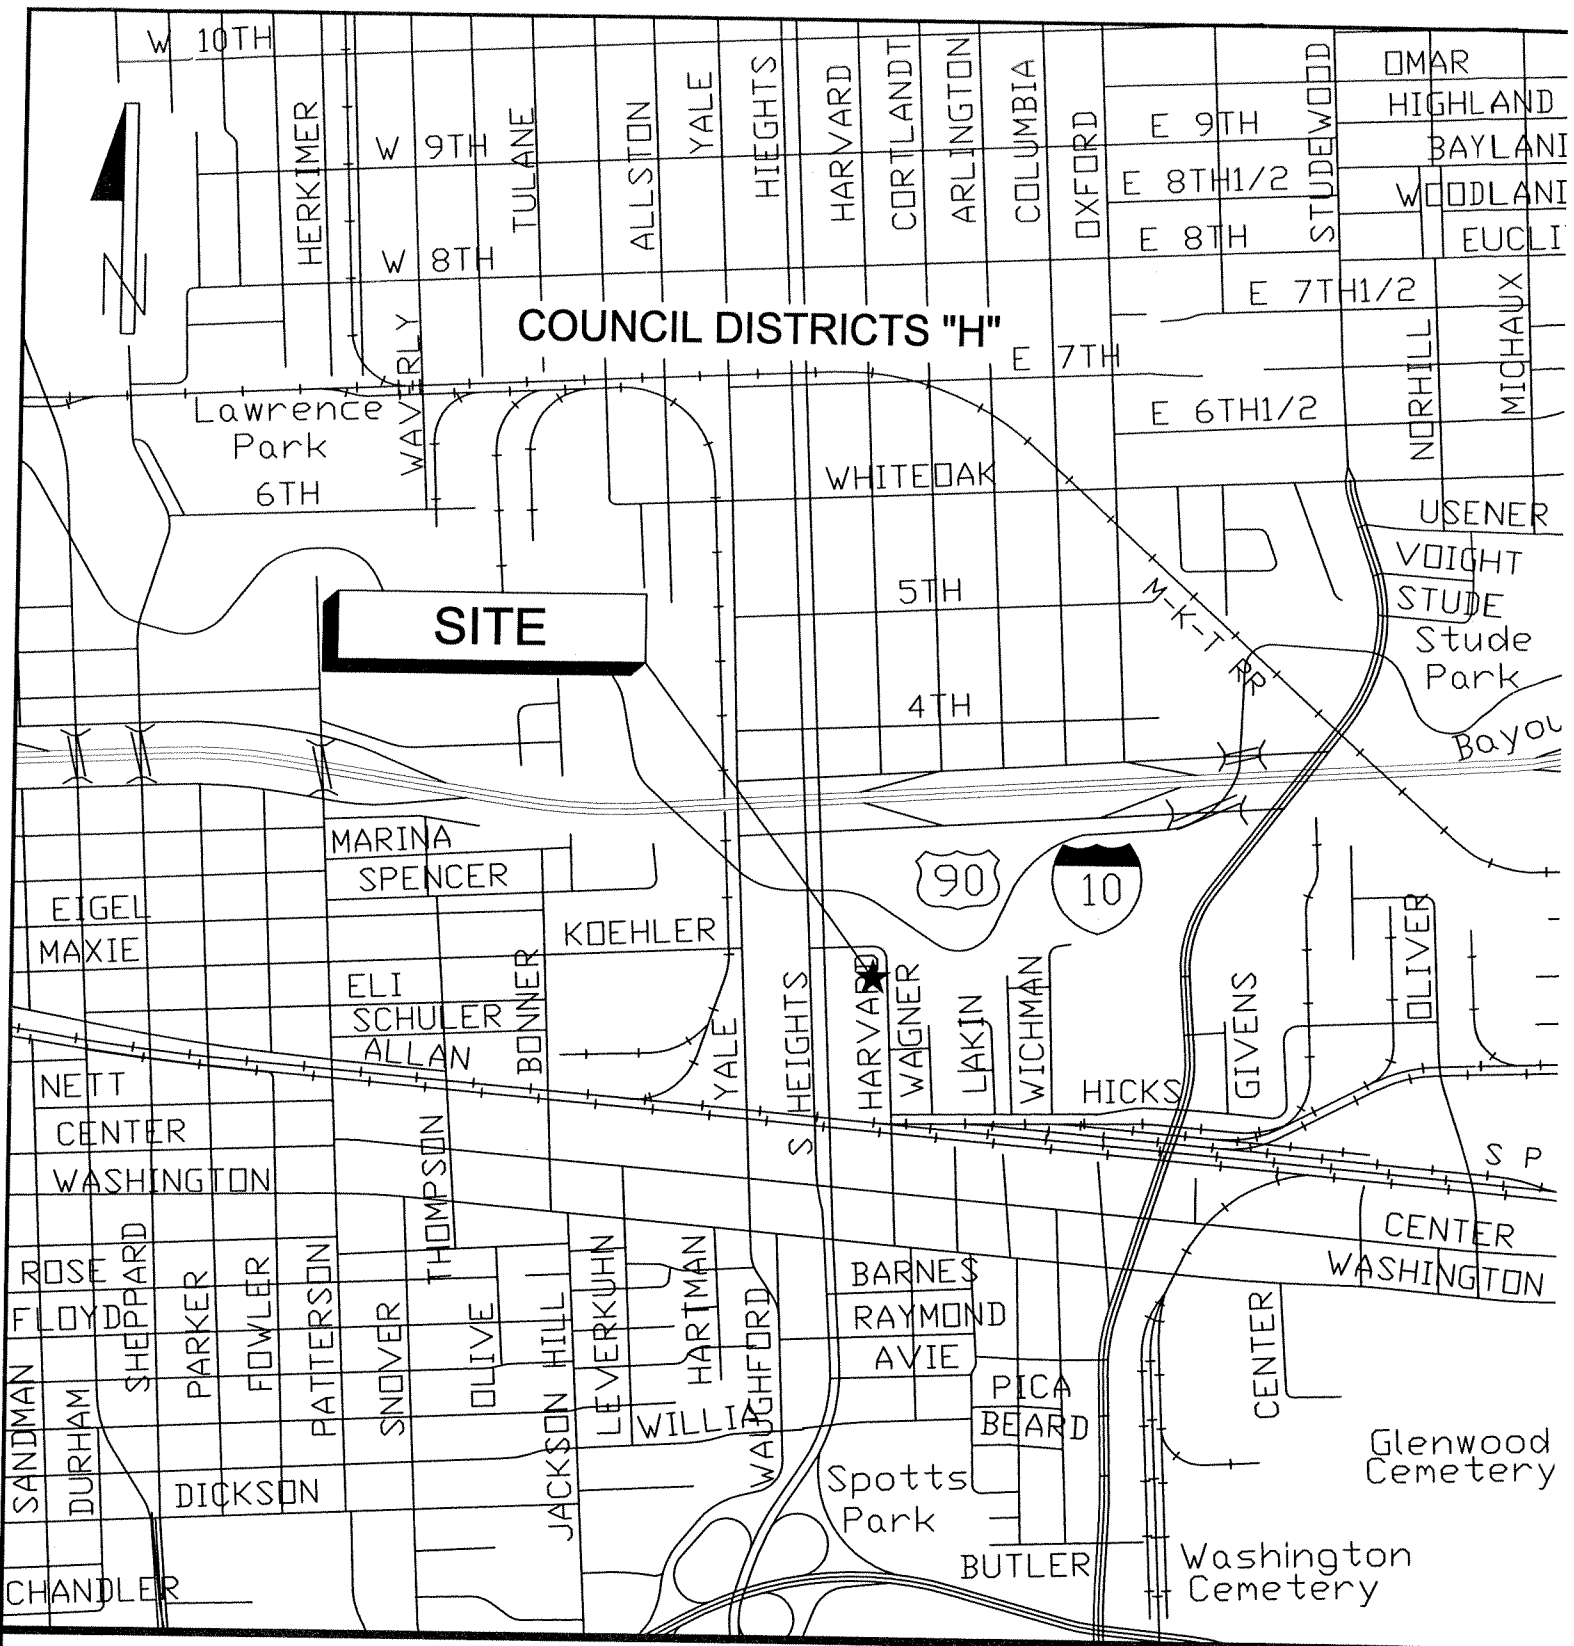 W 10TH
HERKIMER
W 9TH
TULANE
ALLSTON
YALE
HIEGHTS
HARVARD
CORTLANDT
ARLINGTON
COLUMBIA
OXFORD
E 9TH
STUDEWOOD
OMAR
HIGHLAND
BAYLAN
E 8TH1/2
WOODLAN
W 8TH
E 8TH
EUCLI
E 7TH1/2
N
WAVERLY
COUNCIL DISTRICTS "H"
E 7TH
NORHILL
MICHAUX
Lawrence
Park
E 6TH1/2
6TH
WHITEOAK
USENER
VOIGHT
5TH
M-K-T RR
STUDE
SITE
Stude
Park
4TH
Bayou
MARINA
SPENCER
90
10
EIGEL
MAXIE
KOEHLER
OLIVER
ELI
SCHULER
ALLAN
BONNER
YALE
S HEIGHTS
HARVARD
WAGNER
LAKIN
WICHMAN
HICKS
GIVENS
NETT
CENTER
WASHINGTON
THOMPSON
S P
CENTER
WASHINGTON
ROSE
FLOYD
SHEPPARD
PARKER
FOWLER
PATTERSON
SNOVER
OLIVE
JACKSON HILL
LEVERKUHN
HARTMAN
WAUGHFORD
BARNES
RAYMOND
AVIE
CENTER
SANDMAN
DURHAM
PICA
BEARD
WILLIA
Glenwood
Cemetery
DICKSON
Spotts
Park
BUTLER
Washington
Cemetery
CHANDLER